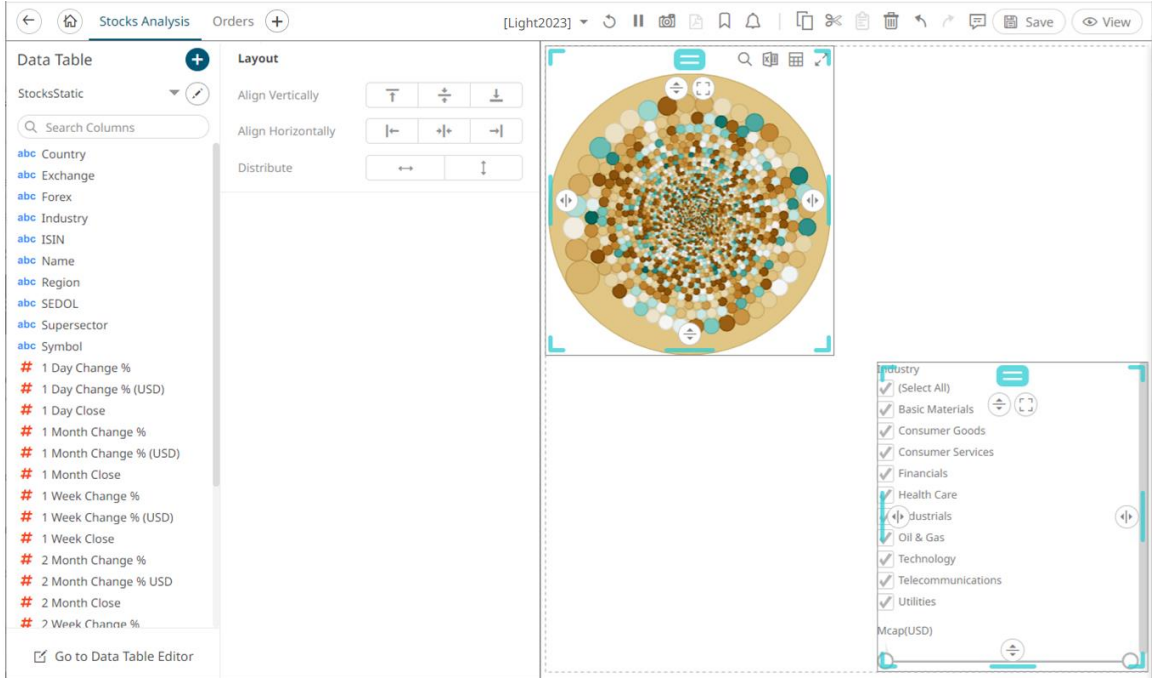 Stocks Analysis
Orders
[Light2023]
Save
View
Data Table
StocksStatic
Search Columns
abc Country
abc Exchange
abc Forex
abc Industry
abc ISIN
abc Name
abc Region
abc SEDOL
abc Supersector
abc Symbol
# 1 Day Change %
# 1 Day Change % (USD)
# 1 Day Close
# 1 Month Change %
# 1 Month Change % (USD)
# 1 Month Close
# 1 Week Change %
# 1 Week Change % (USD)
# 1 Week Close
# 2 Month Change %
# 2 Month Change % USD
# 2 Month Close
# 2 Week Change %
Go to Data Table Editor
Layout
Align Vertically
Align Horizontally
Distribute
Industry
(Select All)
Basic Materials
Consumer Goods
Consumer Services
Financials
Health Care
dustrials
Oil & Gas
Technology
Telecommunications
Utilities
Mcap(USD)